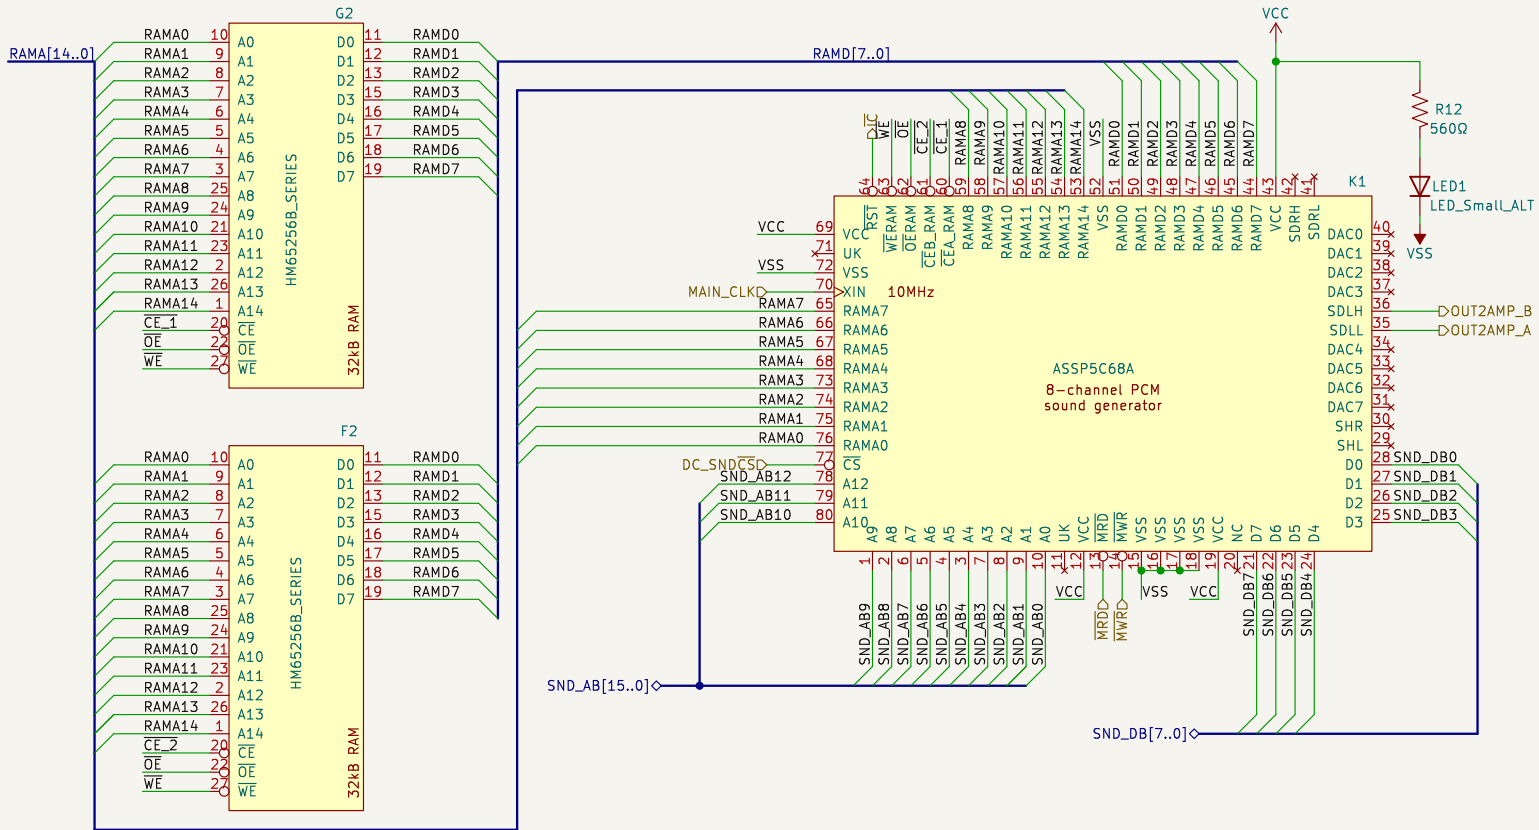 G2
RAMA[14..0]
RAMA0 10 A0 D0 11 RAMD0
RAMA1 9 A1 D1 12 RAMD1
RAMA2 8 A2 D2 13 RAMD2
RAMA3 7 A3 D3 15 RAMD3
RAMA4 6 A4 D4 16 RAMD4
RAMA5 5 A5 D5 17 RAMD5
RAMA6 4 A6 D6 18 RAMD6
RAMA7 3 A7 D7 19 RAMD7
RAMA8 25 A8
RAMA9 24 A9
RAMA10 21 A10
RAMA11 23 A11
RAMA12 2 A12
RAMA13 26 A13
RAMA14 1 A14
CE_1 20 CE
OE 22 OE
WE 27 WE
HM65256B_SERIES
32kB RAM
F2
RAMA0 10 A0 D0 11 RAMD0
RAMA1 9 A1 D1 12 RAMD1
RAMA2 8 A2 D2 13 RAMD2
RAMA3 7 A3 D3 15 RAMD3
RAMA4 6 A4 D4 16 RAMD4
RAMA5 5 A5 D5 17 RAMD5
RAMA6 4 A6 D6 18 RAMD6
RAMA7 3 A7 D7 19 RAMD7
RAMA8 25 A8
RAMA9 24 A9
RAMA10 21 A10
RAMA11 23 A11
RAMA12 2 A12
RAMA13 26 A13
RAMA14 1 A14
CE_2 20 CE
OE 22 OE
WE 27 WE
HM65256B_SERIES
32kB RAM
RAMD[7..0]
VCC
R12
560Ω
LED1
LED_Small_ALT
VSS
K1
IC 64 RST
WE 63 WERAM
OE 62 OERAM
CE_2 61 CEB_RAM
CE_1 60 CEA_RAM
RAMA8 59 RAMA8
RAMA9 58 RAMA9
RAMA10 57 RAMA10
RAMA11 56 RAMA11
RAMA12 55 RAMA12
RAMA13 54 RAMA13
RAMA14 53 RAMA14
VSS 52 VSS
RAMD0 51 RAMD0
RAMD1 50 RAMD1
RAMD2 49 RAMD2
RAMD3 48 RAMD3
RAMD4 47 RAMD4
RAMD5 46 RAMD5
RAMD6 45 RAMD6
RAMD7 44 RAMD7
43 VCC
42 SDRH
41 SDRL
VCC 69 VCC
71 UK
VSS 72 VSS
MAIN_CLK 70 XIN 10MHz
RAMA7 65 RAMA7
RAMA6 66 RAMA6
RAMA5 67 RAMA5
RAMA4 68 RAMA4
RAMA3 73 RAMA3
RAMA2 74 RAMA2
RAMA1 75 RAMA1
RAMA0 76 RAMA0
DC_SNDCS 77 CS
SND_AB12 78 A12
SND_AB11 79 A11
SND_AB10 80 A10
ASSP5C68A
8-channel PCM
sound generator
DAC0 40
DAC1 39
DAC2 38
DAC3 37
SDLH 36 OUT2AMP_B
SDLL 35 OUT2AMP_A
DAC4 34
DAC5 33
DAC6 32
DAC7 31
SHR 30
SHL 29
D0 28 SND_DB0
D1 27 SND_DB1
D2 26 SND_DB2
D3 25 SND_DB3
A9 1 SND_AB9
A8 2 SND_AB8
A7 6 SND_AB7
A6 5 SND_AB6
A5 4 SND_AB5
A4 3 SND_AB4
A3 7 SND_AB3
A2 8 SND_AB2
A1 9 SND_AB1
A0 10 SND_AB0
UK 11
VCC 12 VCC
MRD 13 MRD
MWR 14 MWR
VSS 15 VSS
VSS 16
VSS 17
VSS 18
VCC 19 VCC
NC 20
D7 21 SND_DB7
D6 22 SND_DB6
D5 23 SND_DB5
D4 24 SND_DB4
SND_AB[15..0]
SND_DB[7..0]